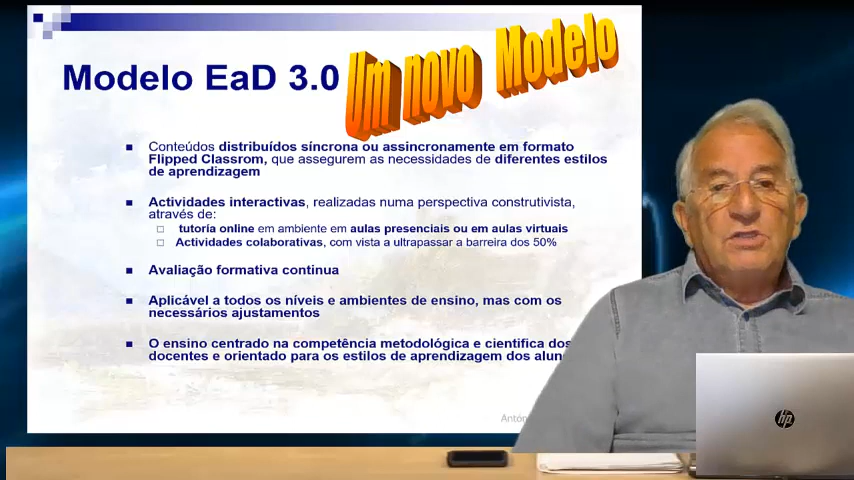 Modelo EaD 3.0
Um novo Modelo
Conteúdos distribuídos síncrona ou assincronamente em formato
Flipped Classrom, que assegurem as necessidades de diferentes estilos
de aprendizagem
Actividades interactivas, realizadas numa perspectiva construtivista,
através de:
tutoría online em ambiente em aulas presenciais ou em aulas virtuais
Actividades colaborativas, com vista a ultrapassar a barreira dos 50%
Avaliação formativa continua
Aplicável a todos os níveis e ambientes de ensino, mas com os
necessários ajustamentos
O ensino centrado na competência metodológica e cientifica dos
docentes e orientado para os estilos de aprendizagem dos
hp